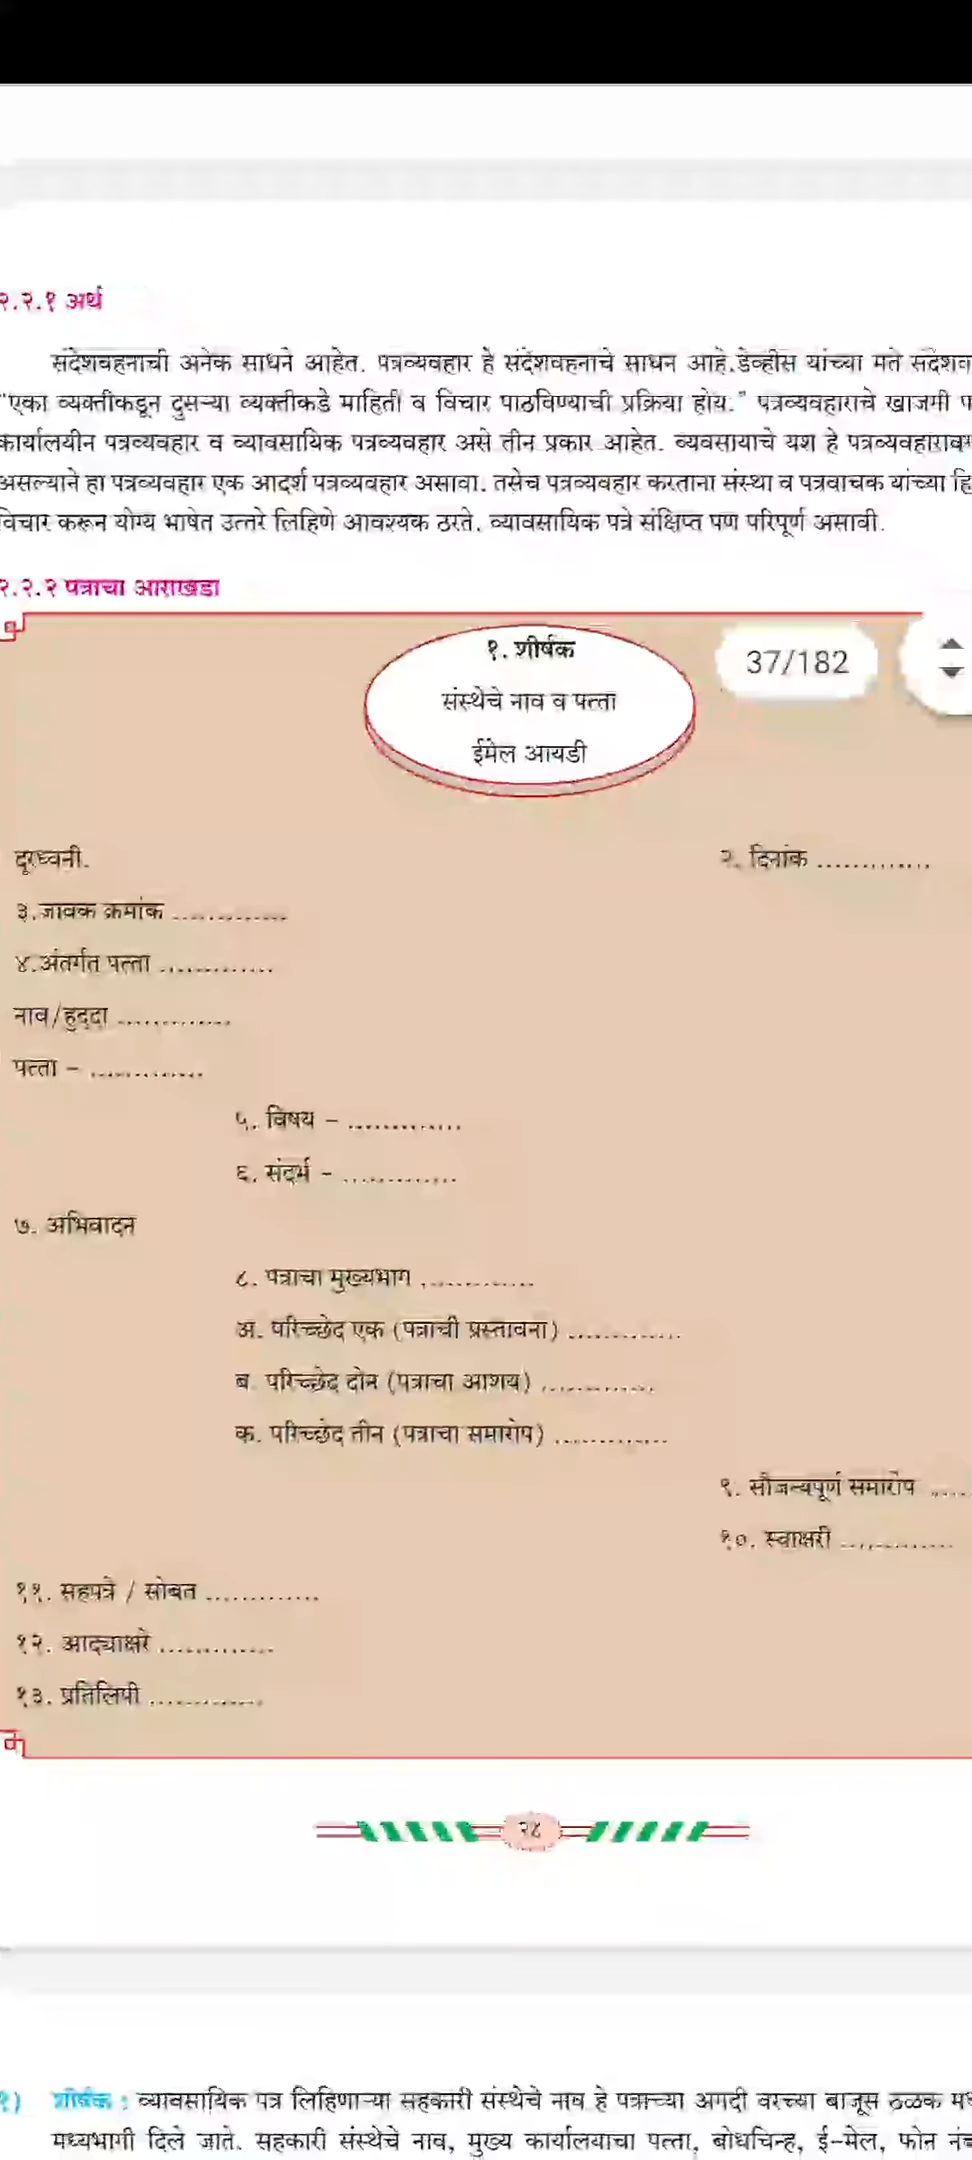 २.२.१ अर्थ
संदेशवहनाची अनेक साधने आहेत. पत्रव्यवहार हे संदेशवहनाचे साधन आहे.डेव्हीस यांच्या मते संदेशव
"एका व्यक्तीकडून दुसऱ्या व्यक्तीकडे माहिती व विचार पाठविण्याची प्रक्रिया होय." पत्रव्यवहाराचे खाजगी
कार्यालयीन पत्रव्यवहार व व्यावसायिक पत्रव्यवहार असे तीन प्रकार आहेत. व्यवसायाचे यश हे
असल्याने हा पत्रव्यवहार एक आदर्श पत्रव्यवहार असावा. तसेच पत्रव्यवहार करताना संस्था व पत्रवाचक यांच्या हि
विचार करून योग्य भाषेत उत्तरे लिहिणे आवश्यक ठरते. व्यावसायिक पत्रे संक्षिप्त पण परिपूर्ण असावी.
२.२.२ पत्राचा आराखडा
१. शीर्षक
37/182
संस्थेचे नाव व पत्ता
ईमेल आयडी
दूरध्वनी.
२. दिनांक .............
३.जावक क्रमांक .............
४.अंतर्गत पत्ता .............
नाव/हुद्दा .............
पत्ता – .............
५. विषय – .............
६. संदर्भ – .............
७. अभिवादन
८. पत्राचा मुख्यभाग .............
अ. परिच्छेद एक (पत्राची प्रस्तावना) .............
ब. परिच्छेद दोन (पत्राचा आशय) .............
क. परिच्छेद तीन (पत्राचा समारोप) .............
९. सौजन्यपूर्ण समारोप .....
१०. स्वाक्षरी .............
११. सहपत्रे / सोबत .............
१२. आद्याक्षरे .............
१३. प्रतिलिपी .............
२४
१) शीर्षक : व्यावसायिक पत्र लिहिणाऱ्या सहकारी संस्थेचे नाव हे पत्राच्या अगदी वरच्या बाजूस ठळक
मध्यभागी दिले जाते. सहकारी संस्थेचे नाव, मुख्य कार्यालयाचा पत्ता, बोधचिन्ह, ई-मेल, फोन